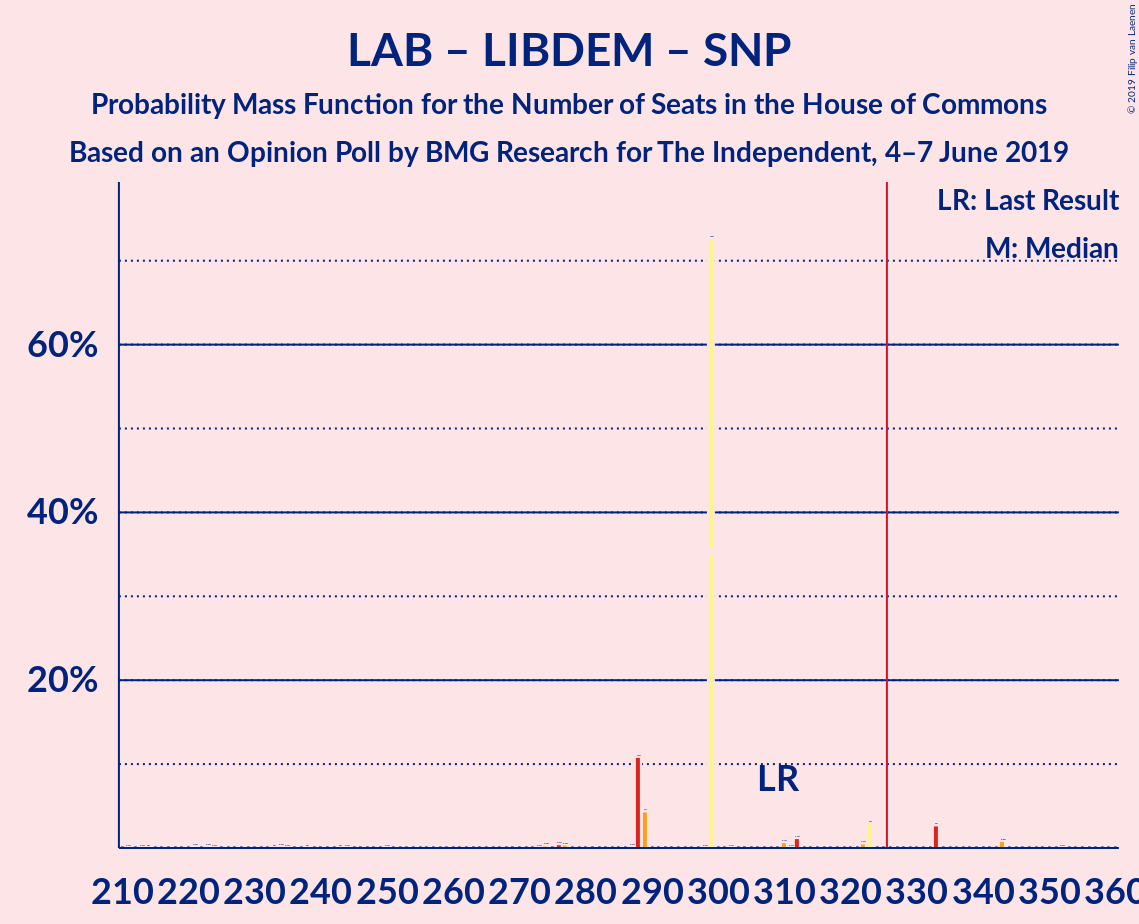 LAB – LIBDEM – SNP
Probability Mass Function for the Number of Seats in the House of Commons
Based on an Opinion Poll by BMG Research for The Independent, 4–7 June 2019
© 2019 Filip van Laenen
LR: Last Result
M: Median
60%
40%
20%
LR
210 220 230 240 250 260 270 280 290 300 310 320 330 340 350 360